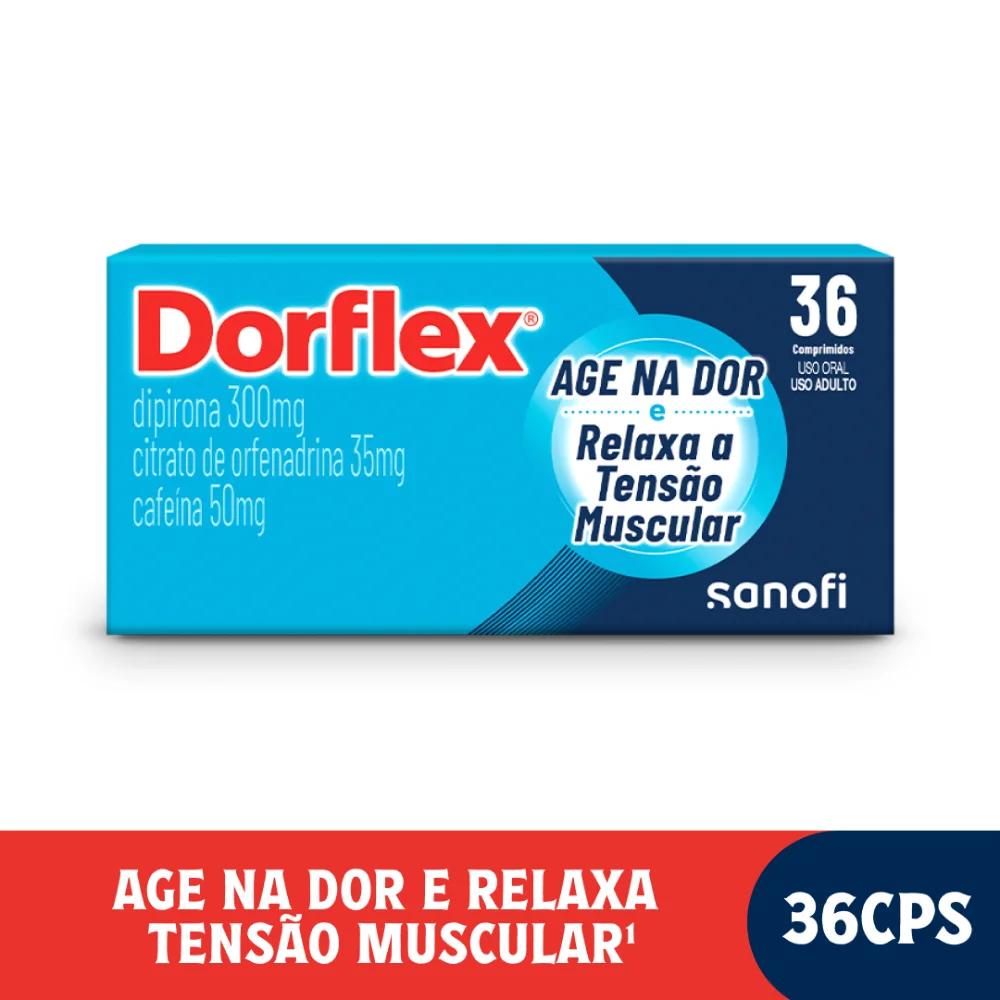 Dorflex®
dipirona 300mg
citrato de orfenadrina 35mg
cafeína 50mg
AGE NA DOR
e
Relaxa a
Tensão
Muscular
36
Comprimidos
USO ORAL
USO ADULTO
sanofi
AGE NA DOR E RELAXA
TENSÃO MUSCULAR¹
36CPS